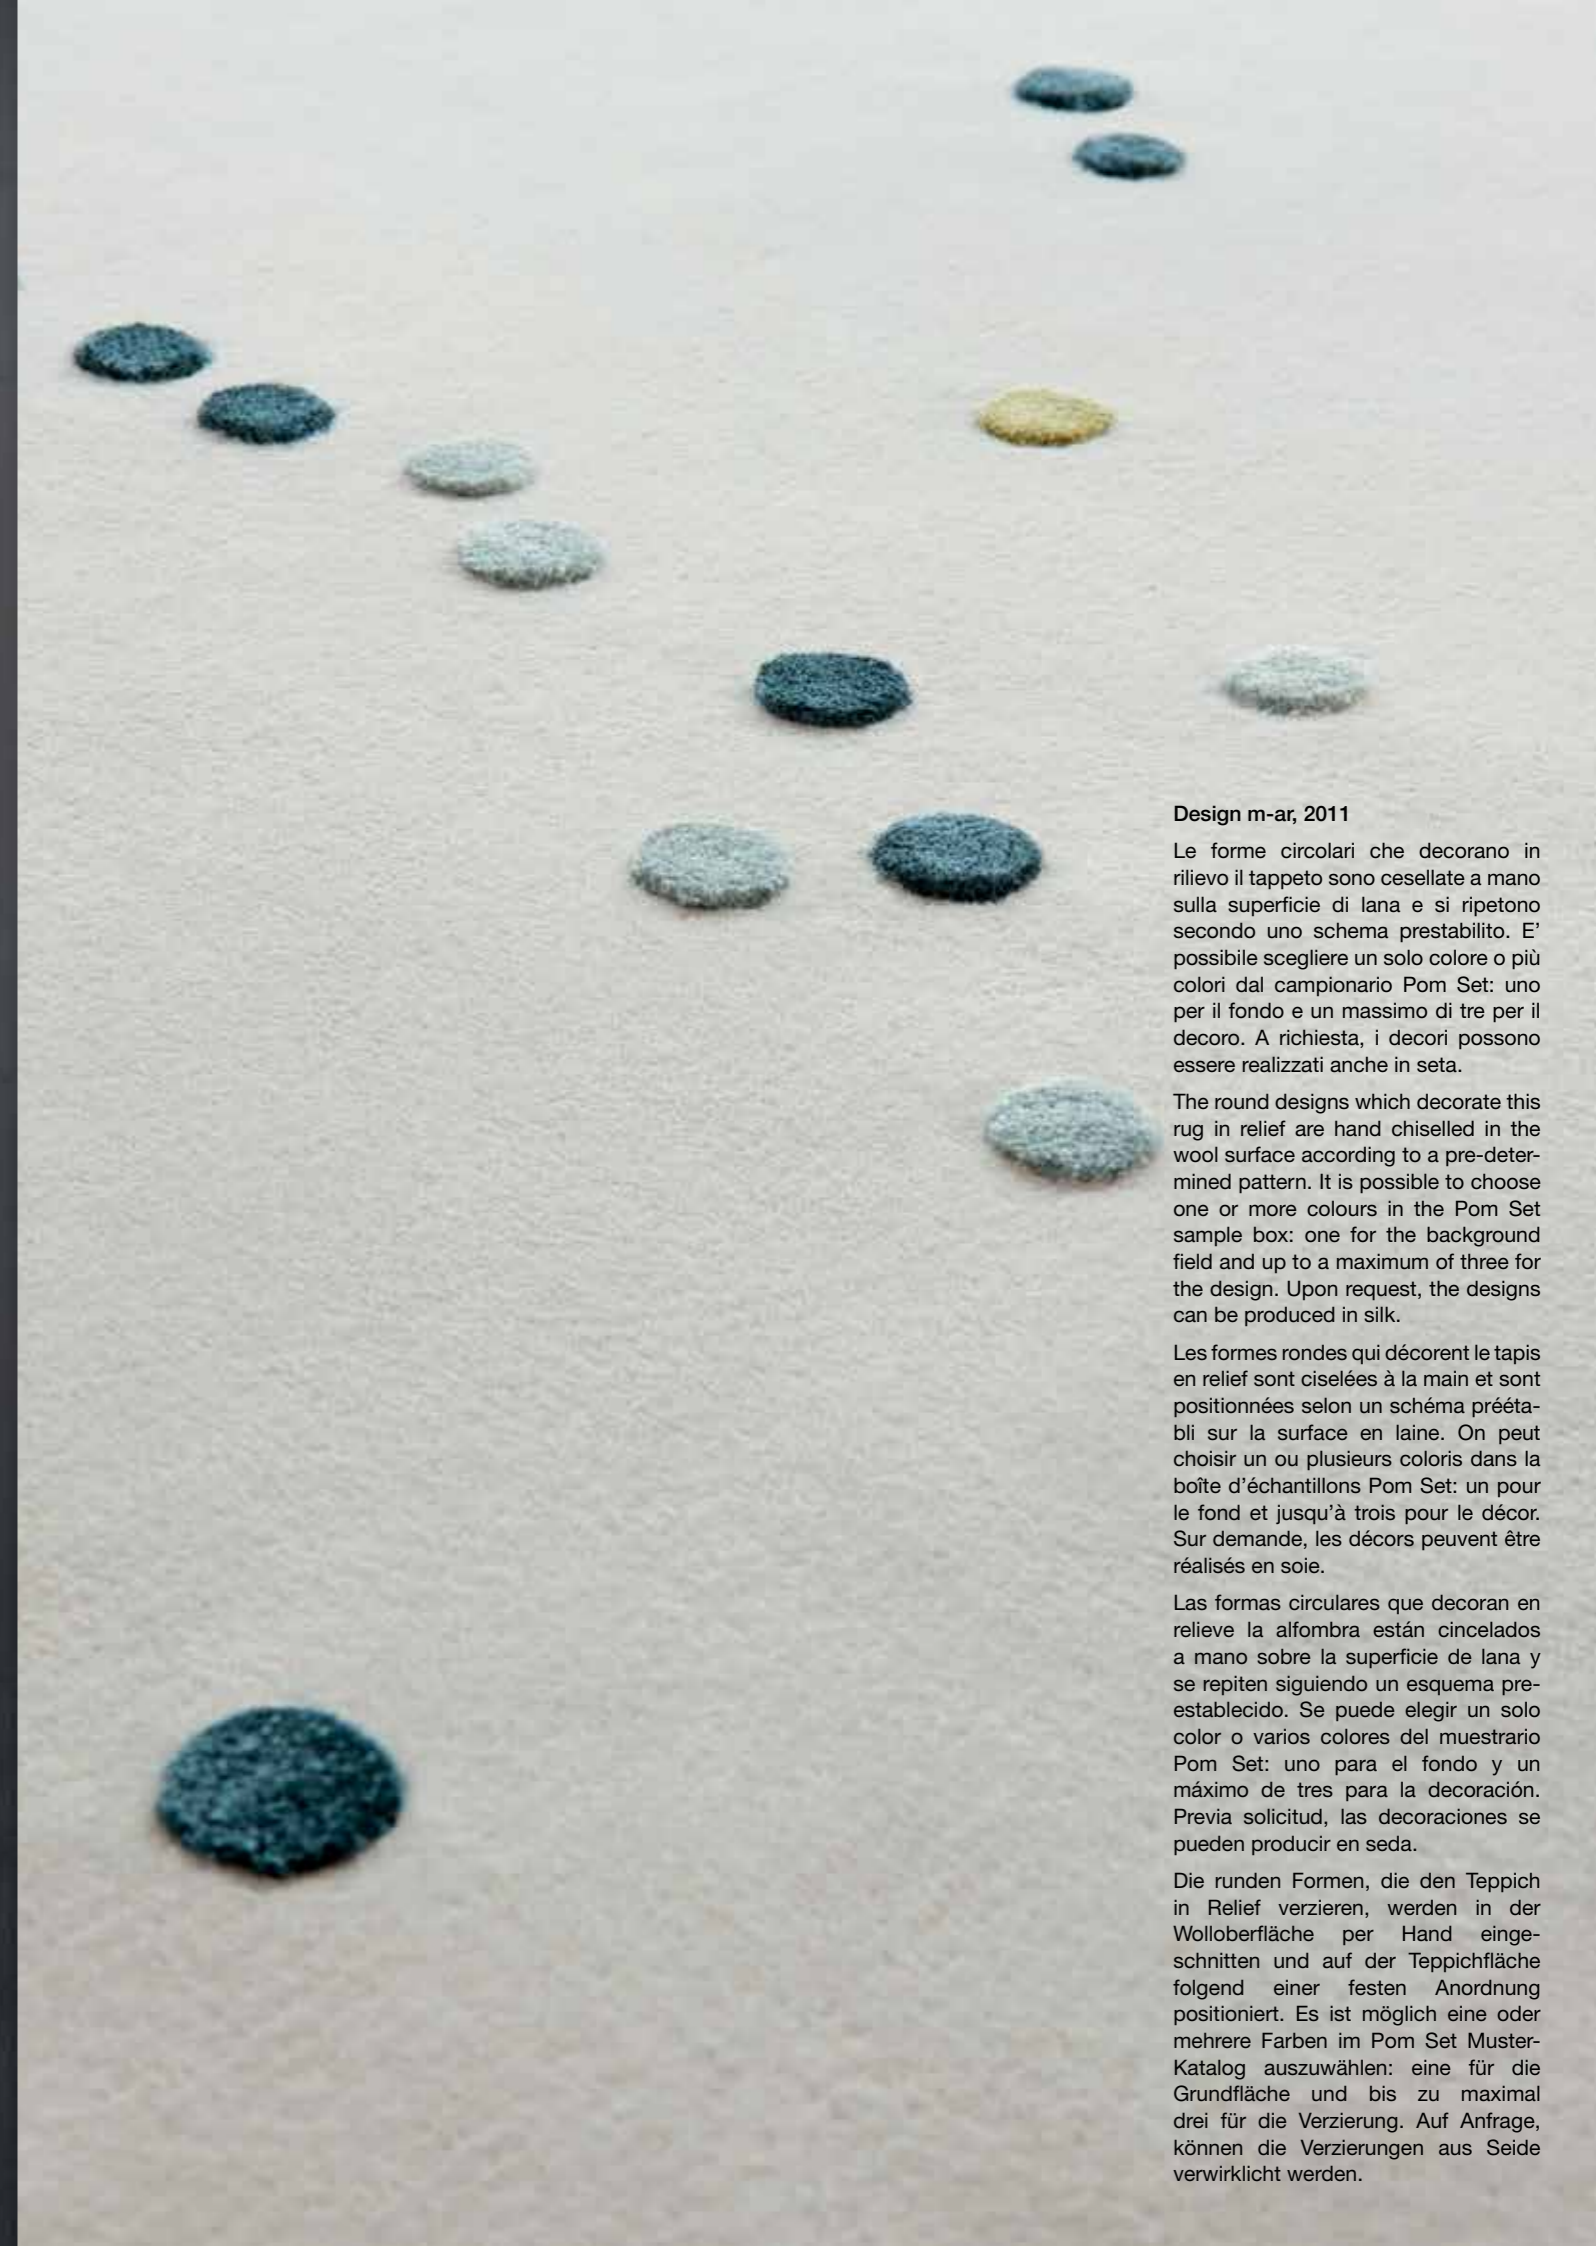 Design m-ar, 2011
Le forme circolari che decorano in
rilievo il tappeto sono cesellate a mano
sulla superficie di lana e si ripetono
secondo uno schema prestabilito. E’
possibile scegliere un solo colore o più
colori dal campionario Pom Set: uno
per il fondo e un massimo di tre per il
decoro. A richiesta, i decori possono
essere realizzati anche in seta.
The round designs which decorate this
rug in relief are hand chiselled in the
wool surface according to a pre-deter-
mined pattern. It is possible to choose
one or more colours in the Pom Set
sample box: one for the background
field and up to a maximum of three for
the design. Upon request, the designs
can be produced in silk.
Les formes rondes qui décorent le tapis
en relief sont ciselées à la main et sont
positionnées selon un schéma prééta-
bli sur la surface en laine. On peut
choisir un ou plusieurs coloris dans la
boîte d’échantillons Pom Set: un pour
le fond et jusqu’à trois pour le décor.
Sur demande, les décors peuvent être
réalisés en soie.
Las formas circulares que decoran en
relieve la alfombra están cincelados
a mano sobre la superficie de lana y
se repiten siguiendo un esquema pre-
establecido. Se puede elegir un solo
color o varios colores del muestrario
Pom Set: uno para el fondo y un
máximo de tres para la decoración.
Previa solicitud, las decoraciones se
pueden producir en seda.
Die runden Formen, die den Teppich
in Relief verzieren, werden in der
Wolloberfläche per Hand einge-
schnitten und auf der Teppichfläche
folgend einer festen Anordnung
positioniert. Es ist möglich eine oder
mehrere Farben im Pom Set Muster-
Katalog auszuwählen: eine für die
Grundfläche und bis zu maximal
drei für die Verzierung. Auf Anfrage,
können die Verzierungen aus Seide
verwirklicht werden.